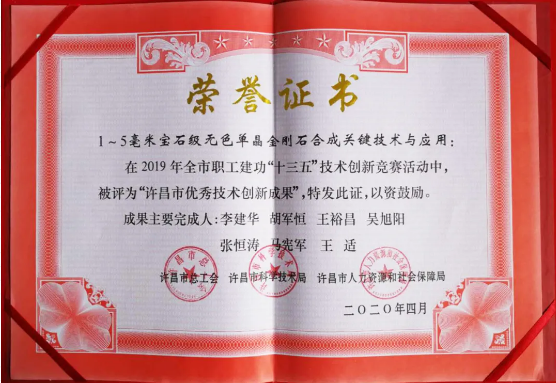 荣誉证书
1~5毫米宝石级无色单晶金刚石合成关键技术与应用：
在2019年全市职工建功“十三五”技术创新竞赛活动中，
被评为“许昌市优秀技术创新成果”，特发此证，以资鼓励。
成果主要完成人：李建华 胡军恒 王裕昌 吴旭阳
张恒涛 马宪军 王适
许昌市总工会 许昌市科学技术局 许昌市人力资源和社会保障局
二〇二〇年四月